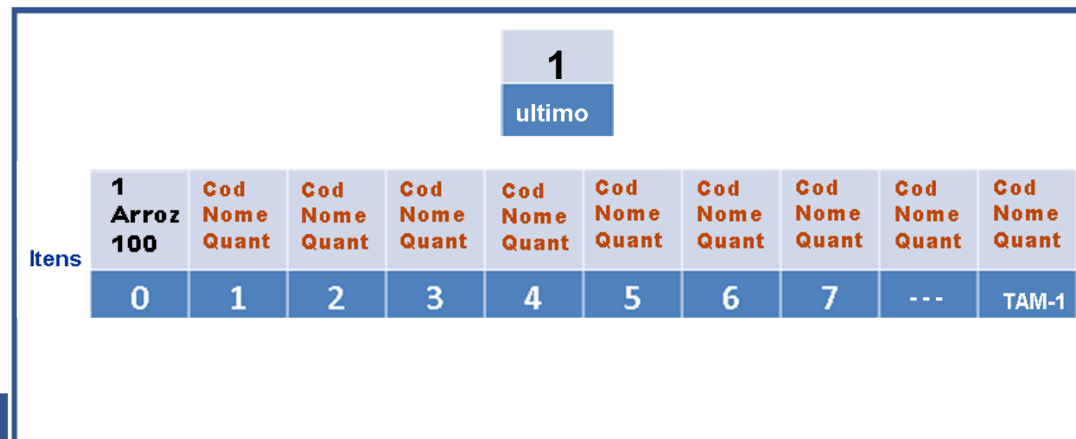 1
ultimo
1 Cod Cod Cod Cod Cod Cod Cod Cod Cod
Arroz Nome Nome Nome Nome Nome Nome Nome Nome Nome
100 Quant Quant Quant Quant Quant Quant Quant Quant Quant
Itens
0 1 2 3 4 5 6 7 --- TAM-1